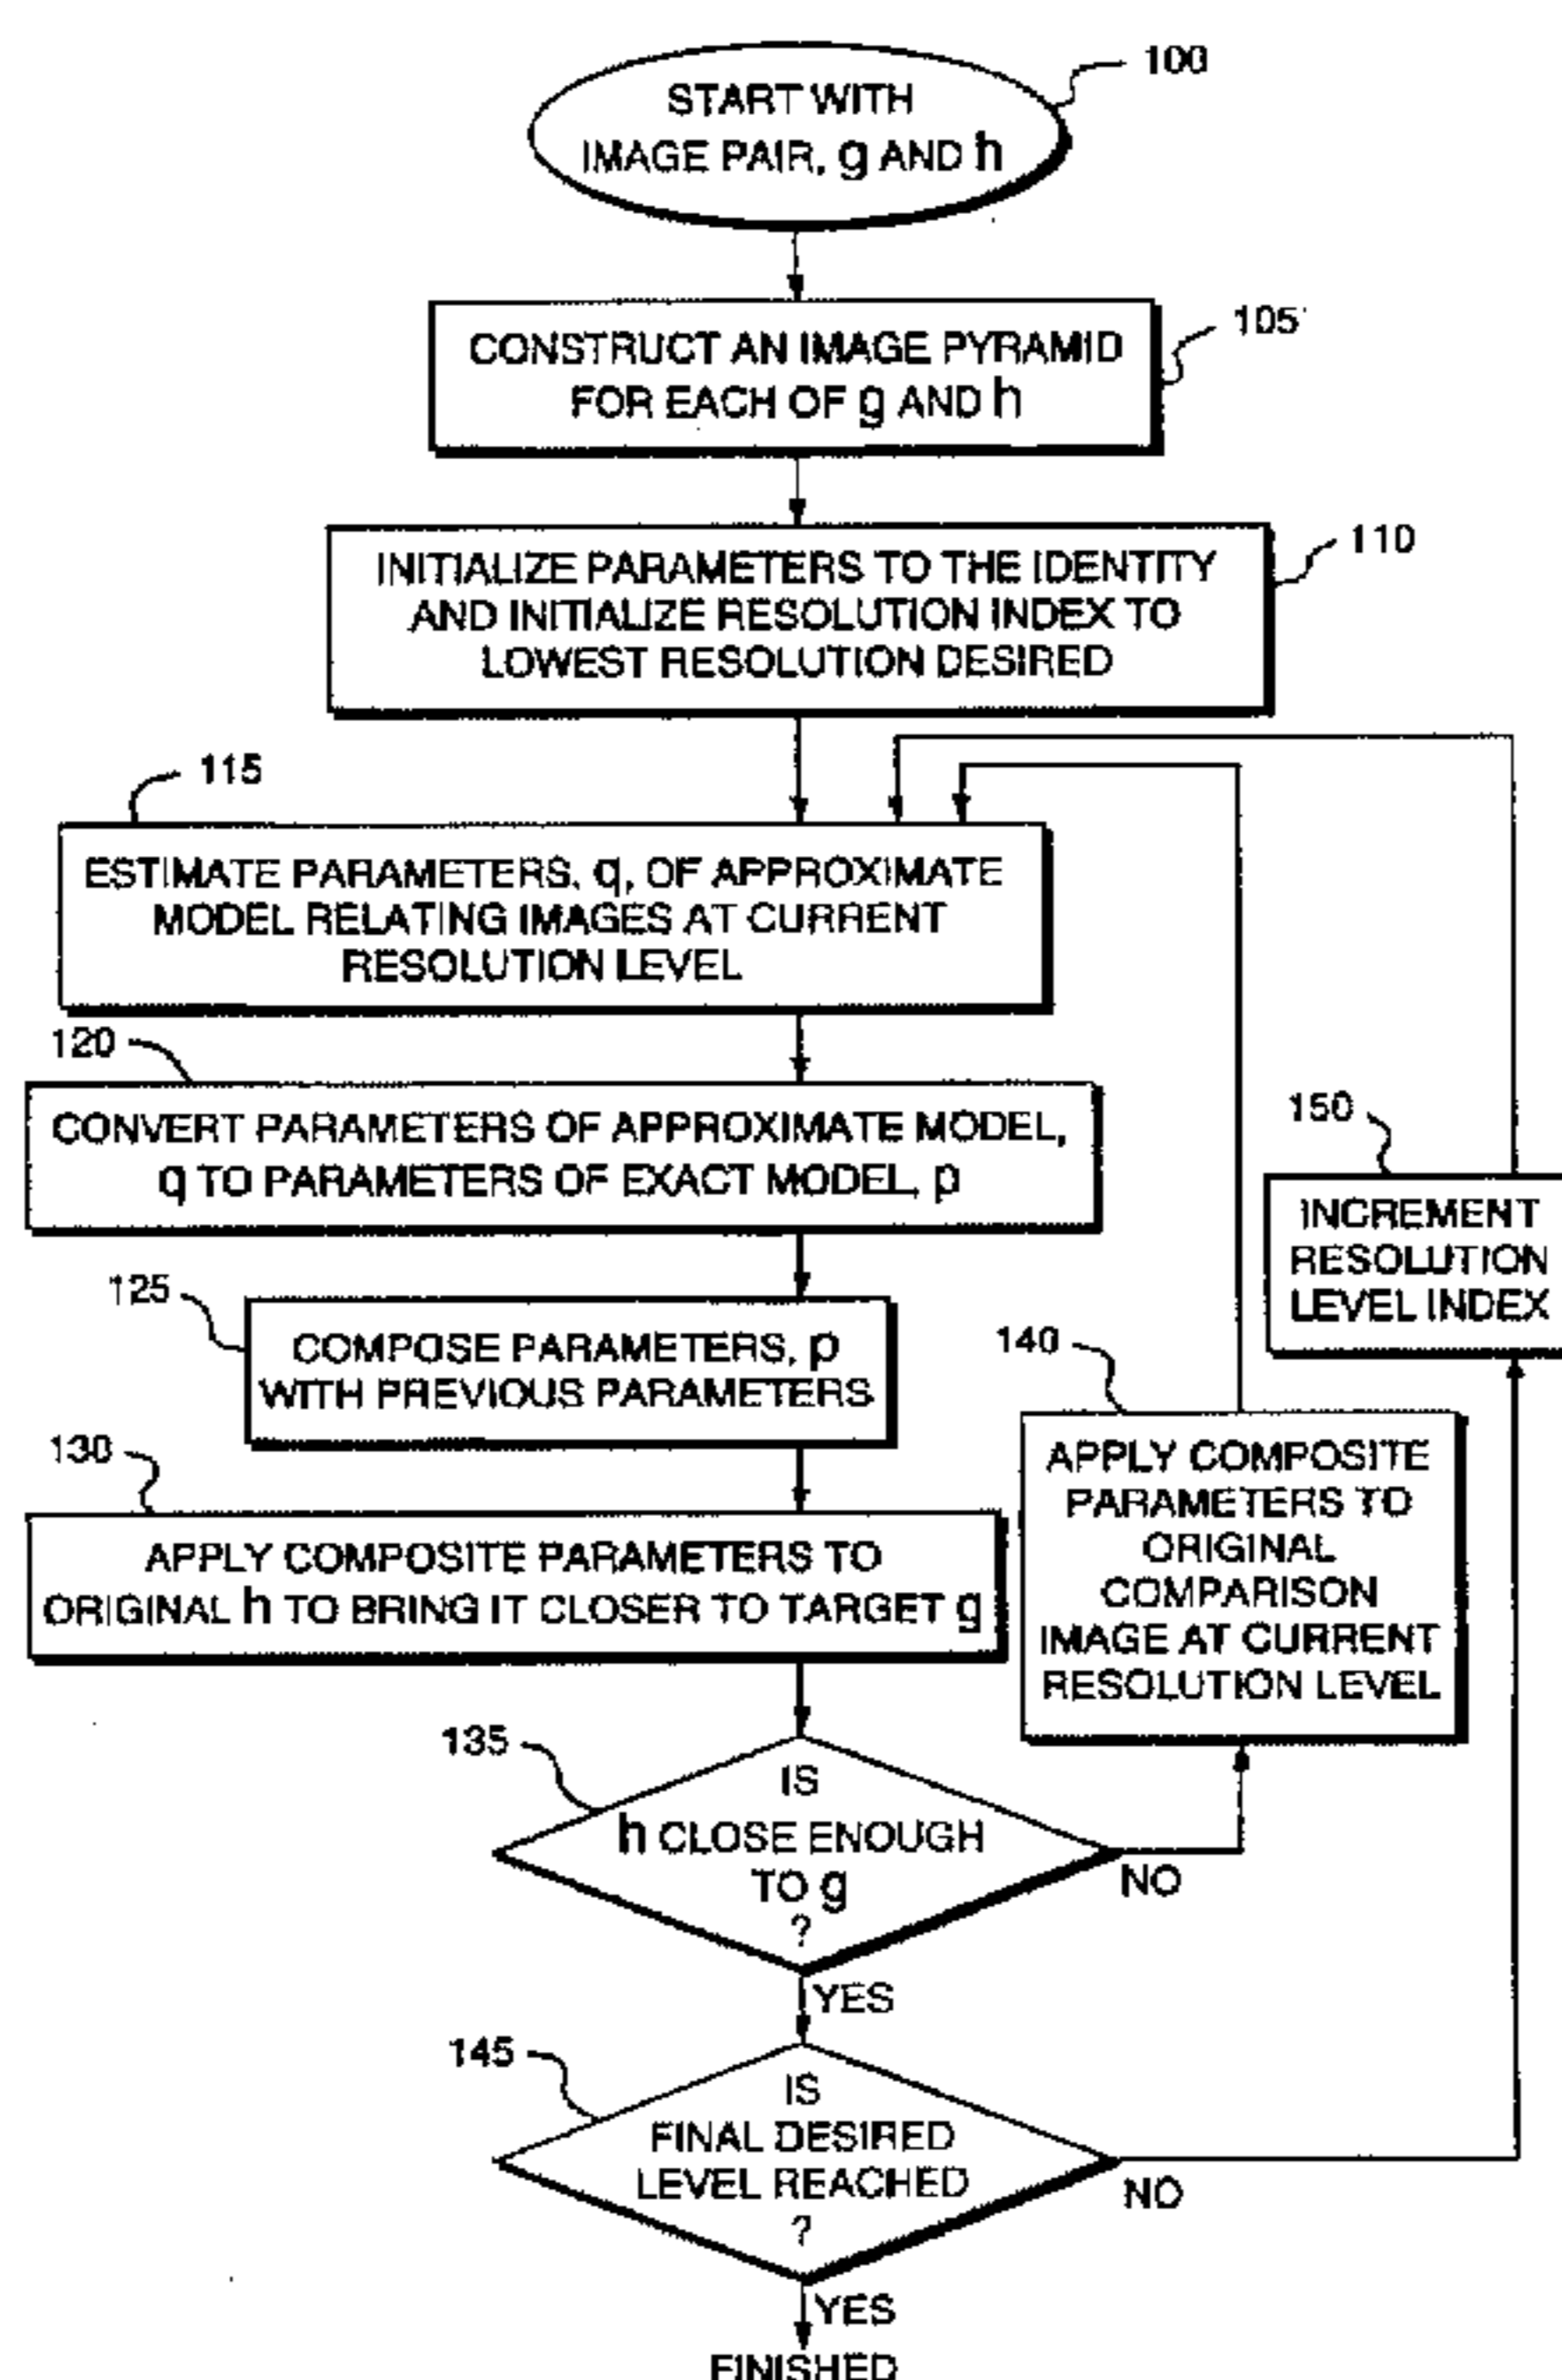 100
START WITH
IMAGE PAIR, g AND h
105
CONSTRUCT AN IMAGE PYRAMID
FOR EACH OF g AND h
110
INITIALIZE PARAMETERS TO THE IDENTITY
AND INITIALIZE RESOLUTION INDEX TO
LOWEST RESOLUTION DESIRED
115
ESTIMATE PARAMETERS, q, OF APPROXIMATE
MODEL RELATING IMAGES AT CURRENT
RESOLUTION LEVEL
120
CONVERT PARAMETERS OF APPROXIMATE MODEL,
q TO PARAMETERS OF EXACT MODEL, p
125
COMPOSE PARAMETERS, p
WITH PREVIOUS PARAMETERS
130
APPLY COMPOSITE PARAMETERS TO
ORIGINAL h TO BRING IT CLOSER TO TARGET g
135
IS
h CLOSE ENOUGH
TO g
?
NO
YES
140
APPLY COMPOSITE
PARAMETERS TO
ORIGINAL
COMPARISON
IMAGE AT CURRENT
RESOLUTION LEVEL
145
IS
FINAL DESIRED
LEVEL REACHED
?
NO
YES
150
INCREMENT
RESOLUTION
LEVEL INDEX
FINISHED